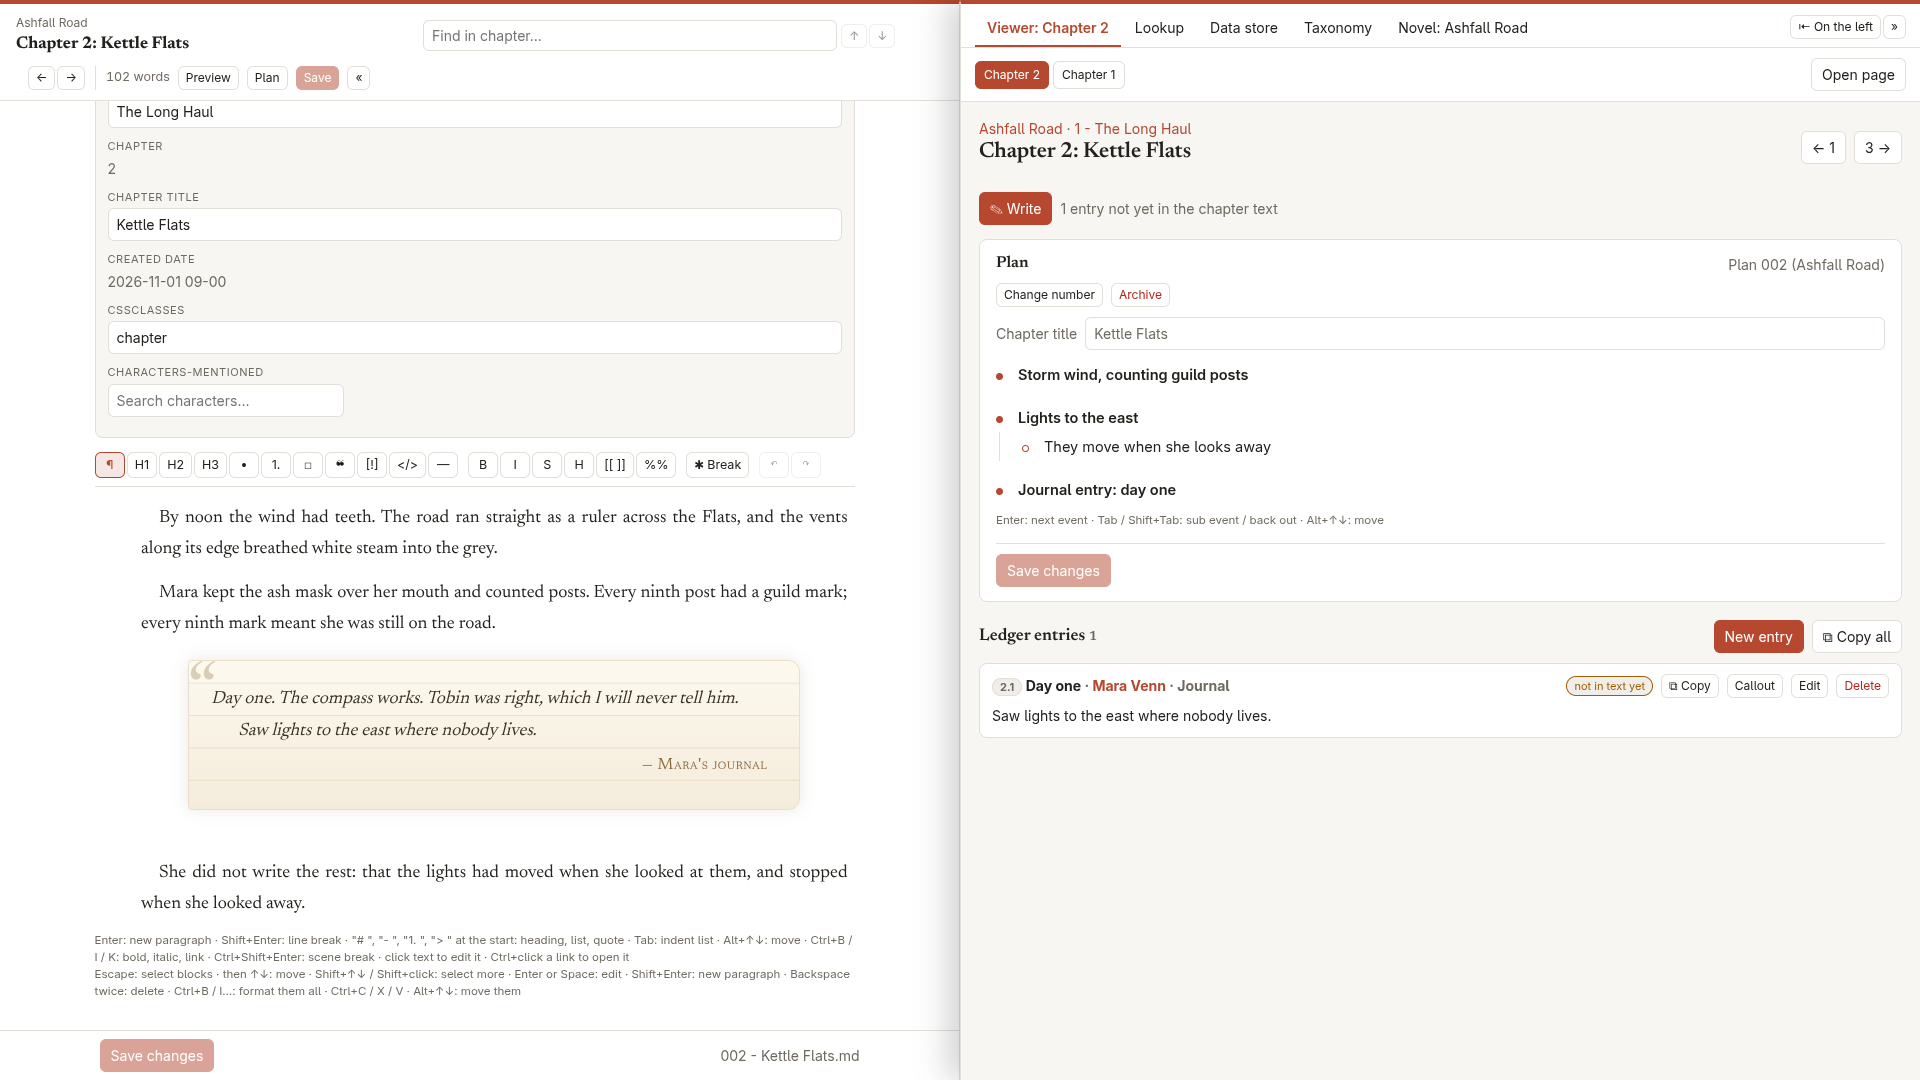 Ashfall Road
Chapter 2: Kettle Flats
Find in chapter...
↑ ↓
← → 102 words Preview Plan Save «
The Long Haul
CHAPTER
2
CHAPTER TITLE
Kettle Flats
CREATED DATE
2026-11-01 09-00
CSSCLASSES
chapter
CHARACTERS-MENTIONED
Search characters...
¶ H1 H2 H3 • 1. □ ❝ [!] </> — B I S H [[ ]] %% ✱ Break ↶ ↷
By noon the wind had teeth. The road ran straight as a ruler across the Flats, and the vents
along its edge breathed white steam into the grey.
Mara kept the ash mask over her mouth and counted posts. Every ninth post had a guild mark;
every ninth mark meant she was still on the road.
“
Day one. The compass works. Tobin was right, which I will never tell him.
Saw lights to the east where nobody lives.
— Mara's journal
She did not write the rest: that the lights had moved when she looked at them, and stopped
when she looked away.
Enter: new paragraph · Shift+Enter: line break · "# ", "- ", "1. ", "> " at the start: heading, list, quote · Tab: indent list · Alt+↑↓: move · Ctrl+B /
I / K: bold, italic, link · Ctrl+Shift+Enter: scene break · click text to edit it · Ctrl+click a link to open it
Escape: select blocks · then ↑↓: move · Shift+↑↓ / Shift+click: select more · Enter or Space: edit · Shift+Enter: new paragraph · Backspace
twice: delete · Ctrl+B / I...: format them all · Ctrl+C / X / V · Alt+↑↓: move them
Save changes
002 - Kettle Flats.md
Viewer: Chapter 2 Lookup Data store Taxonomy Novel: Ashfall Road
⇤ On the left »
Chapter 2 Chapter 1
Open page
Ashfall Road · 1 - The Long Haul
Chapter 2: Kettle Flats
← 1 3 →
✎ Write 1 entry not yet in the chapter text
Plan
Plan 002 (Ashfall Road)
Change number Archive
Chapter title Kettle Flats
Storm wind, counting guild posts
Lights to the east
They move when she looks away
Journal entry: day one
Enter: next event · Tab / Shift+Tab: sub event / back out · Alt+↑↓: move
Save changes
Ledger entries 1
New entry ⧉ Copy all
2.1 Day one · Mara Venn · Journal
not in text yet ⧉ Copy Callout Edit Delete
Saw lights to the east where nobody lives.